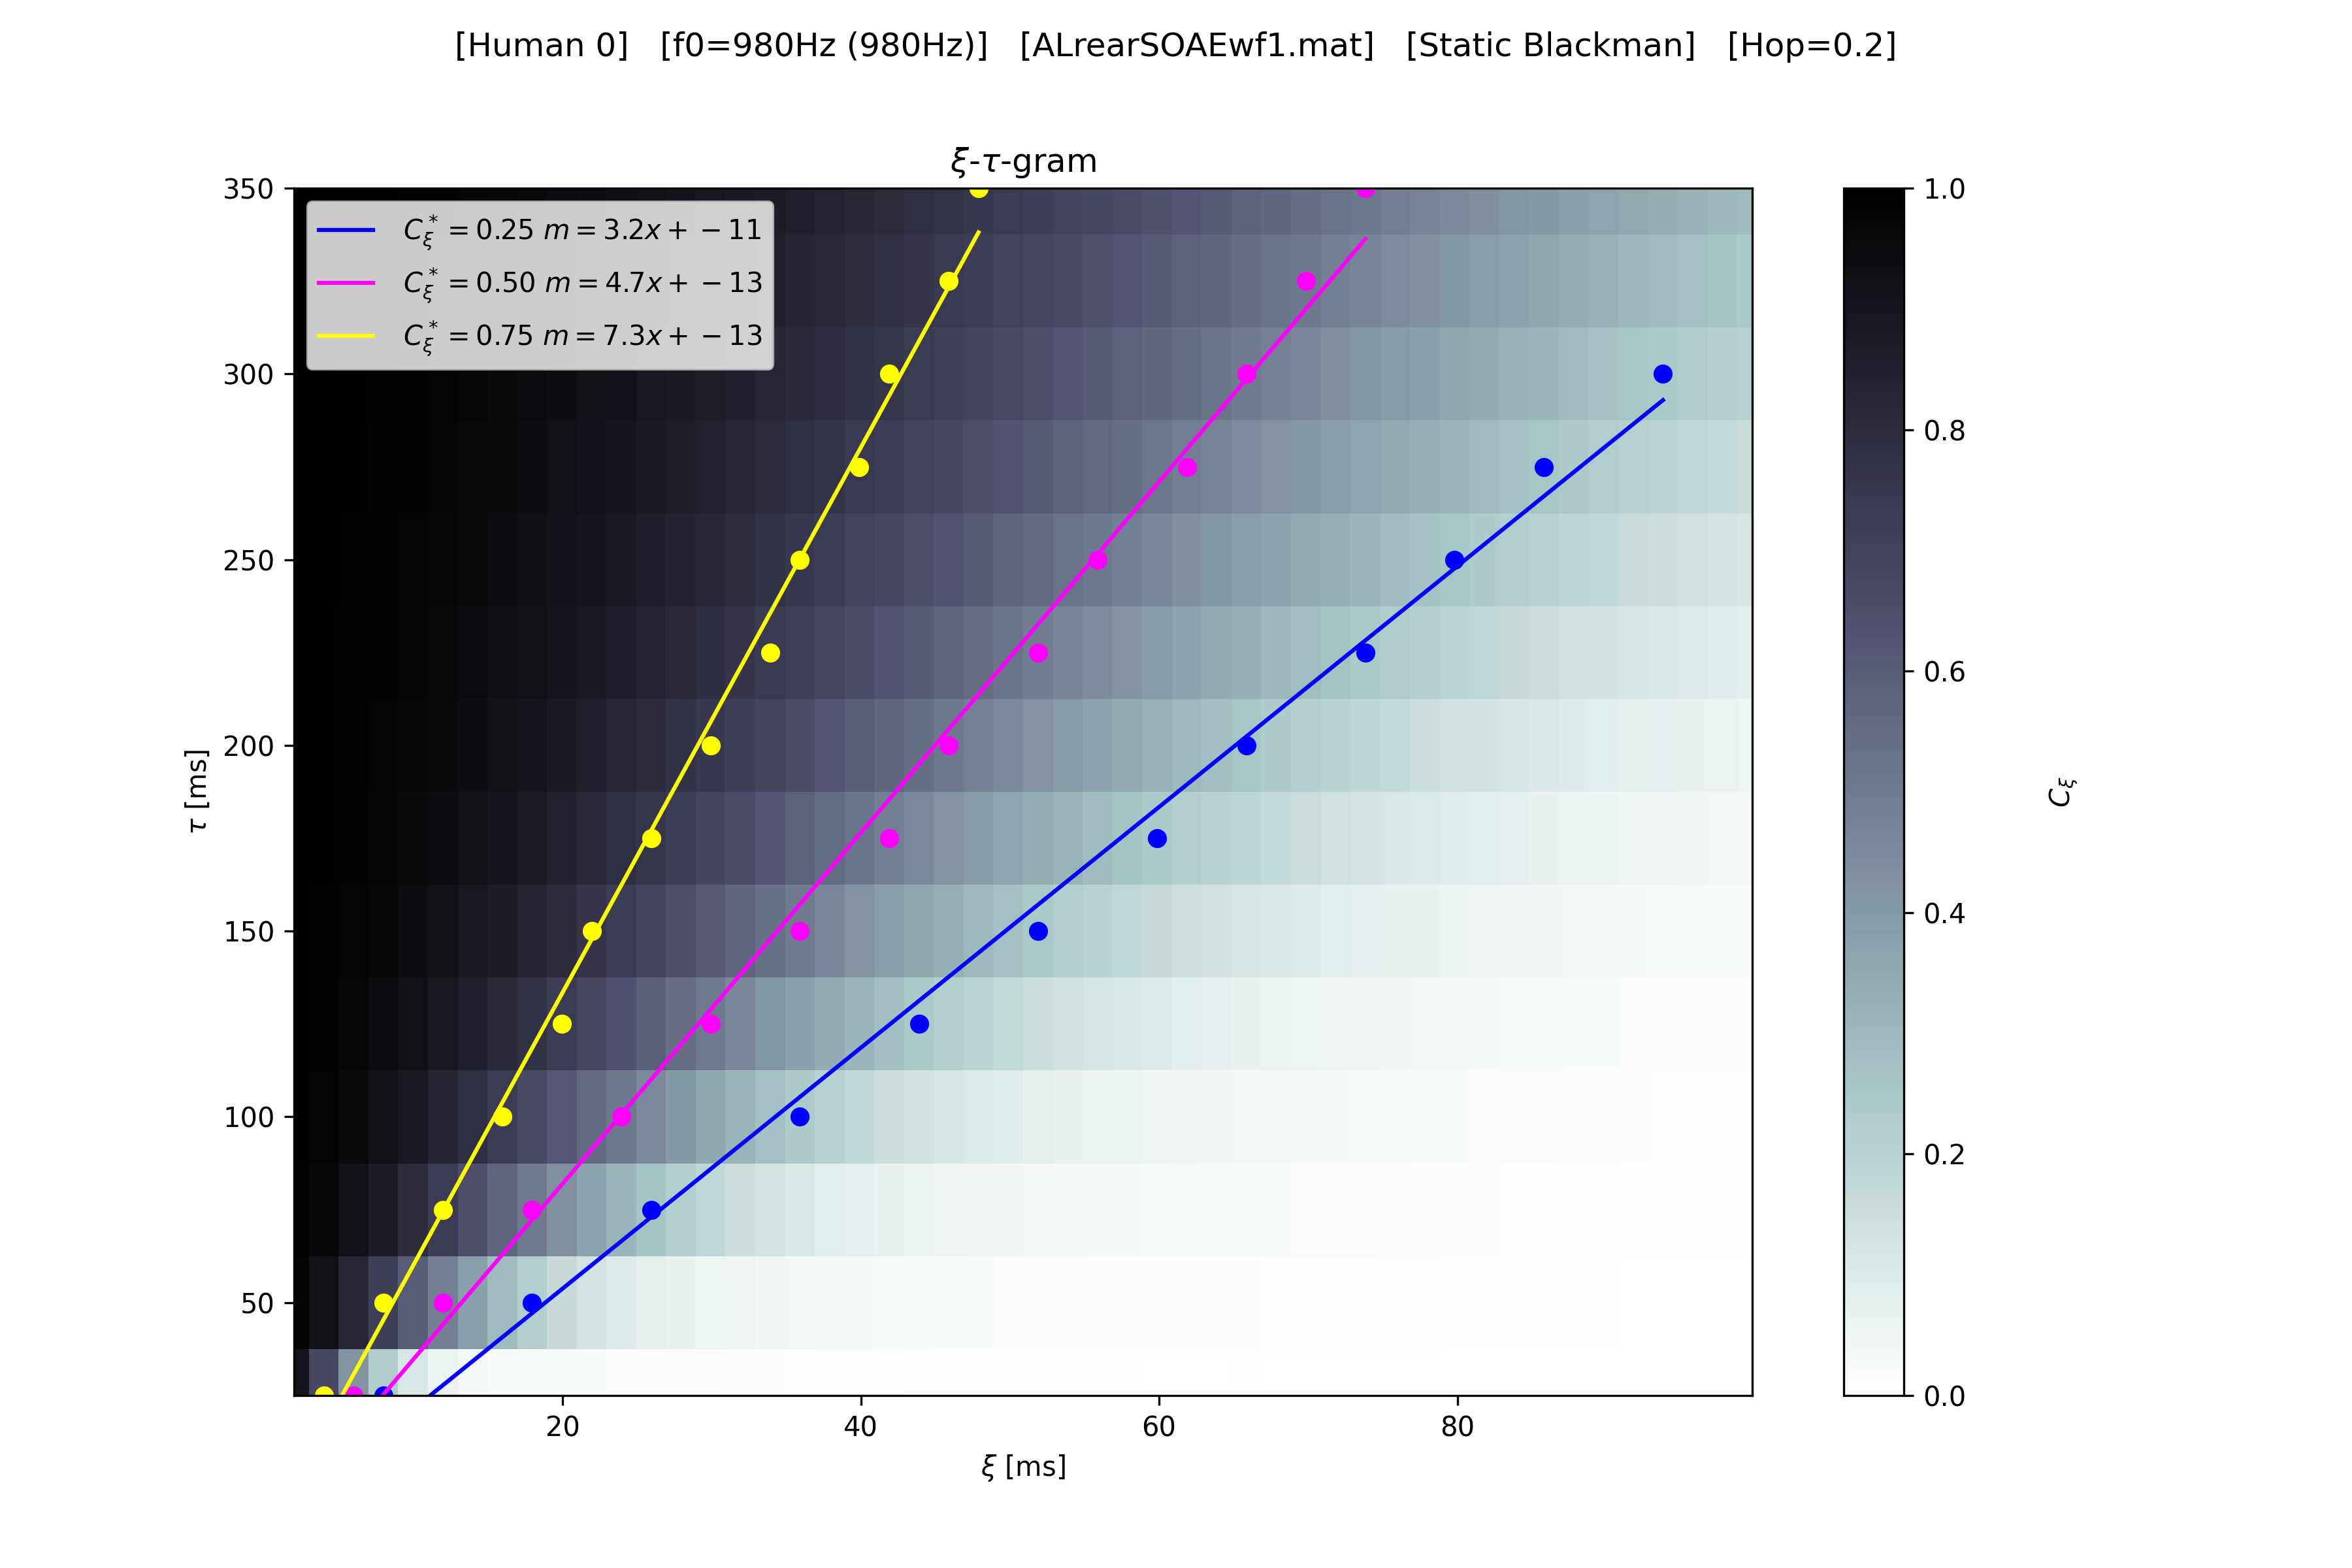 [Human 0] [f0=980Hz (980Hz)] [ALrearSOAEwf1.mat] [Static Blackman] [Hop=0.2]
ξ-τ-gram
C*ξ = 0.25 m = 3.2x + −11
C*ξ = 0.50 m = 4.7x + −13
C*ξ = 0.75 m = 7.3x + −13
350
300
250
200
150
100
50
τ [ms]
20 40 60 80
ξ [ms]
1.0
0.8
0.6
0.4
0.2
0.0
Cξ